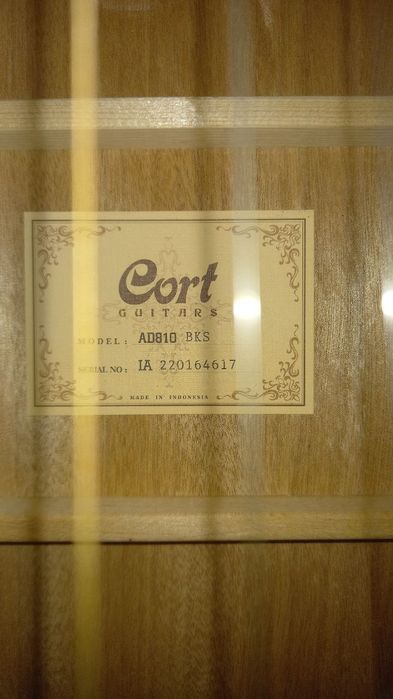 Cort
GUITARS
MODEL: AD810 BKS
SERIAL NO: IA 220164617
MADE IN INDONESIA